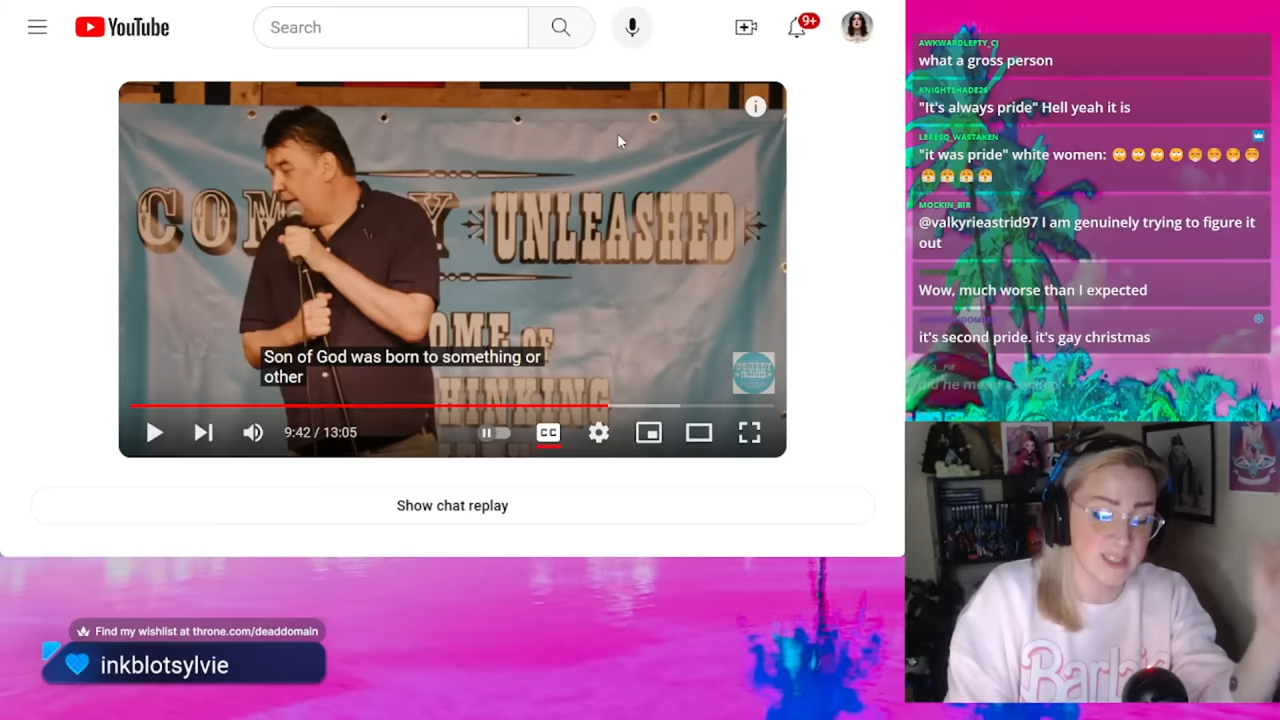 YouTube
Search
9+
i
COM Y UNLEASHED
OME OF
HINKING
Son of God was born to something or
other
9:42 / 13:05
CC
Show chat replay
Find my wishlist at throne.com/deaddomain
inkblotsylvie
AWKWARDLEFTY_CJ
what a gross person
"It's always pride" Hell yeah it is
LERESQ_WASTAKEN
"it was pride" white women:
MOCKIN_BIR
@valkyrieastrid97 I am genuinely trying to figure it
out
Wow, much worse than I expected
it's second pride. it's gay christmas
Barbie